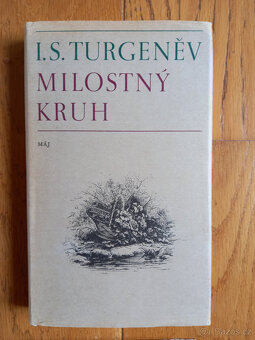 I.S.TURGENĚV
MILOSTNÝ
KRUH
MÁJ